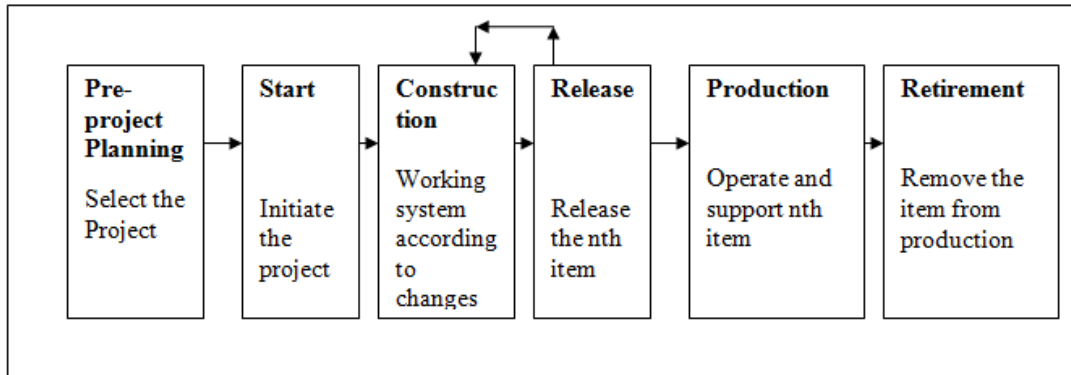 Pre-
project
Planning
Select the
Project
Start
Initiate
the
project
Construc
tion
Working
system
according
to
changes
Release
Release
the nth
item
Production
Operate and
support nth
item
Retirement
Remove the
item from
production